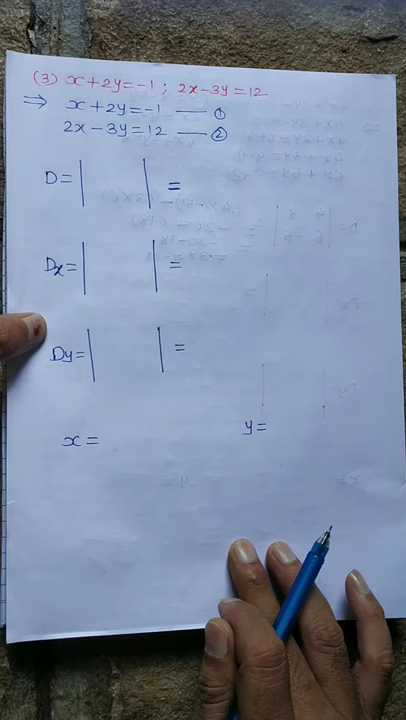 (3) x+2y=-1 ; 2x-3y=12
⇒ x+2y=-1 —— ①
2x-3y=12 —— ②
D = | | =
Dx = | | =
Dy = | | =
x = y =